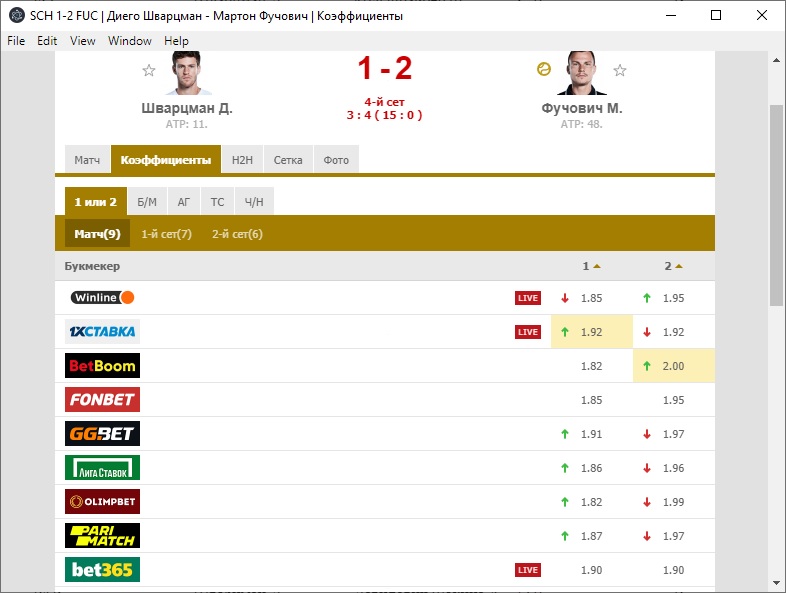 SCH 1-2 FUC | Диего Шварцман - Мартон Фучович | Коэффициенты
File Edit View Window Help
1 - 2
Шварцман Д. 4-й сет Фучович М.
ATP: 11. 3 : 4 ( 15 : 0 ) ATP: 48.
Матч Коэффициенты H2H Сетка Фото
1 или 2 Б/М АГ ТС Ч/Н
Матч(9) 1-й сет(7) 2-й сет(6)
Букмекер 1 2
Winline LIVE 1.85 1.95
1XСТАВКА LIVE 1.92 1.92
BetBoom 1.82 2.00
FONBET 1.85 1.95
GG.BET 1.91 1.97
ЛИГА СТАВОК 1.86 1.96
OLIMPBET 1.82 1.99
PARI MATCH 1.87 1.97
bet365 LIVE 1.90 1.90